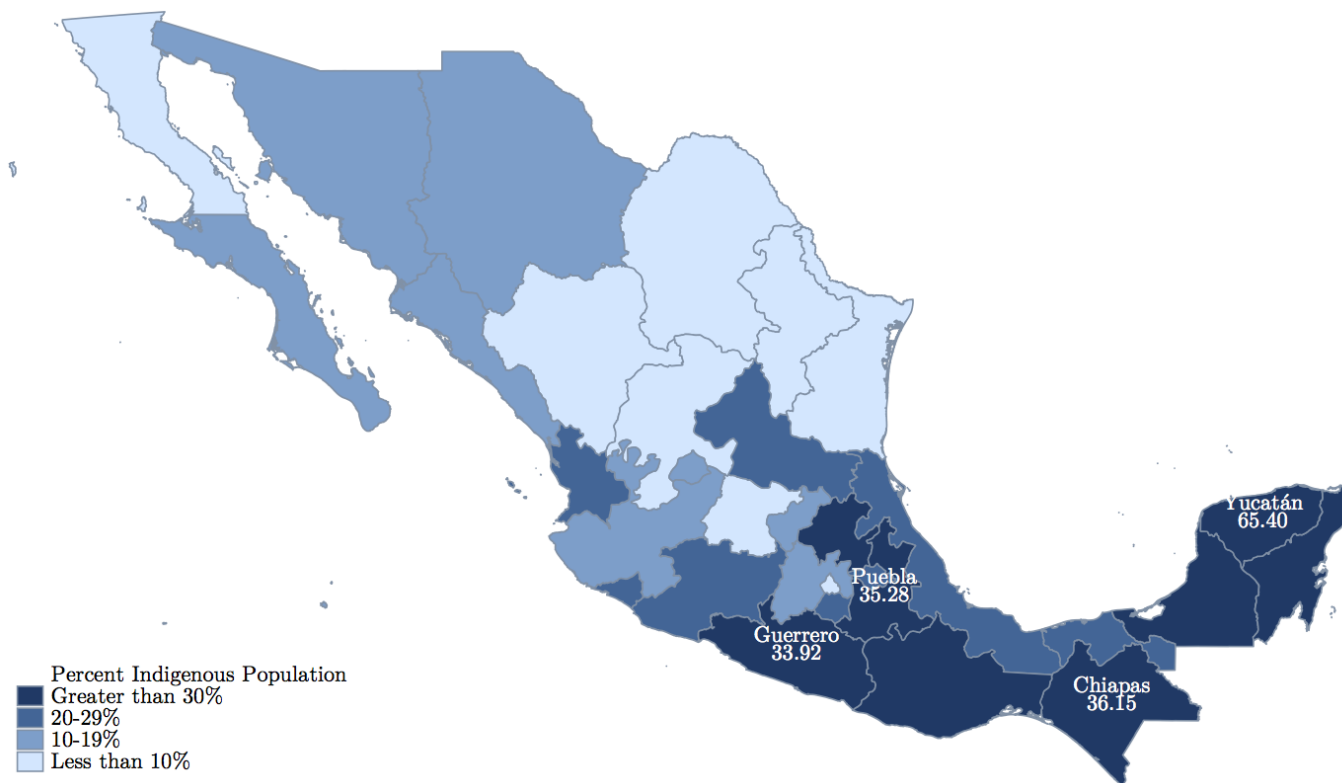 Yucatán
65.40
Puebla
35.28
Guerrero
33.92
Chiapas
36.15
Percent Indigenous Population
Greater than 30%
20-29%
10-19%
Less than 10%